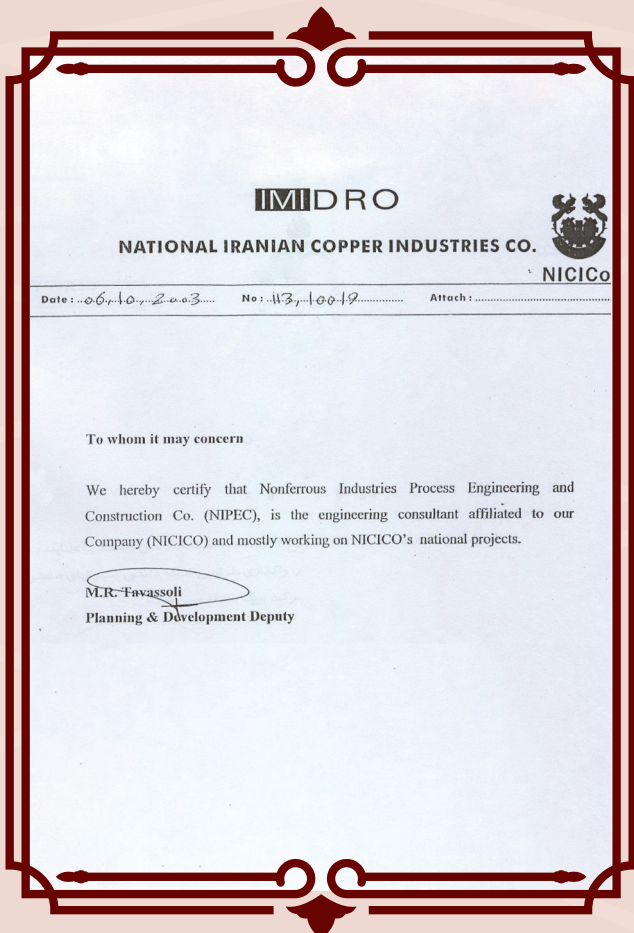 IMIDRO
NATIONAL IRANIAN COPPER INDUSTRIES CO.
NICICo
Date : ..06,.10,..2003..... No : ..113,.10019.............. Attach : ..................................
To whom it may concern
We hereby certify that Nonferrous Industries Process Engineering and
Construction Co. (NIPEC), is the engineering consultant affiliated to our
Company (NICICO) and mostly working on NICICO's national projects.
M.R. Tavassoli
Planning & Development Deputy